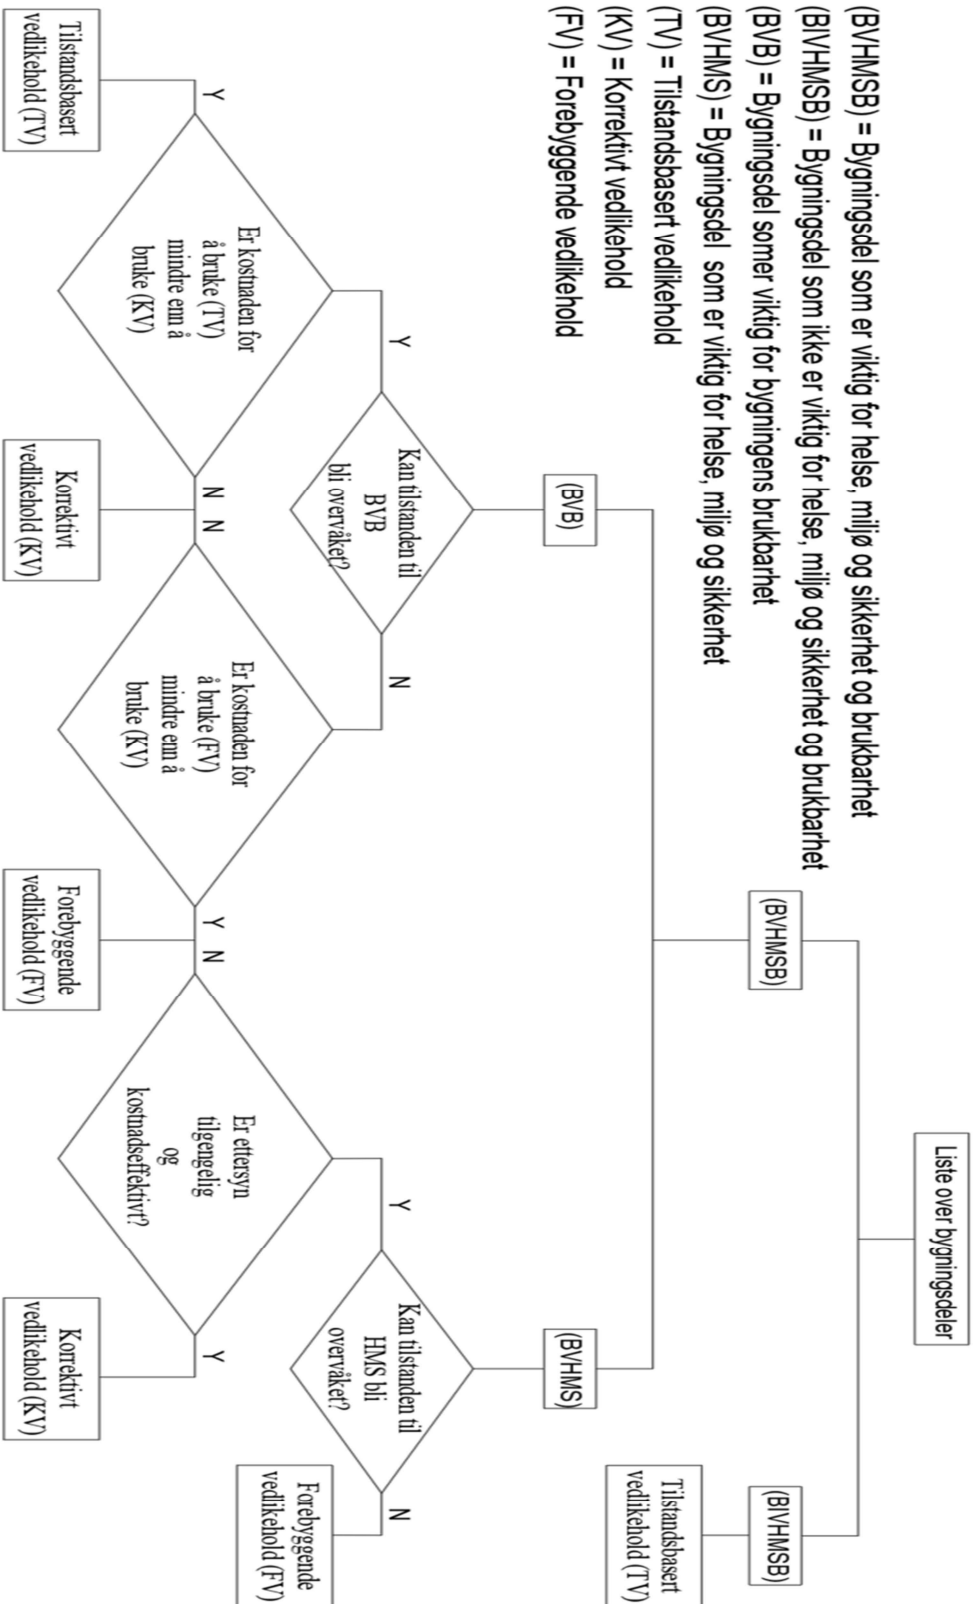 Liste over bygningsdeler
(BVHMSB) = Bygningsdel som er viktig for helse, miljø og sikkerhet og brukbarhet
(BIVHMSB) = Bygningsdel som ikke er viktig for helse, miljø og sikkerhet og brukbarhet
(BVB) = Bygningsdel somer viktig for bygningens brukbarhet
(BVHMS) = Bygningsdel som er viktig for helse, miljø og sikkerhet
(TV) = Tilstandsbasert vedlikehold
(KV) = Korrektivt vedlikehold
(FV) = Forebyggende vedlikehold
(BVHMSB)
(BIVHMSB)
(BVB)
(BVHMS)
Tilstandsbasert
vedlikehold (TV)
Kan tilstanden til
BVB
bli overvåket?
Y
N
Kan tilstanden til
HMS bli
overvåket?
Y
N
Forebyggende
vedlikehold (FV)
Er kostnaden for
å bruke (TV)
mindre enn å
bruke (KV)
Y
N
Er kostnaden for
å bruke (FV)
mindre enn å
bruke (KV)
N
Y
Er ettersyn
tilgengelig
og
kostnadseffektivt?
N
Y
Tilstandsbasert
vedlikehold (TV)
Korrektivt
vedlikehold (KV)
Forebyggende
vedlikehold (FV)
Korrektivt
vedlikehold (KV)